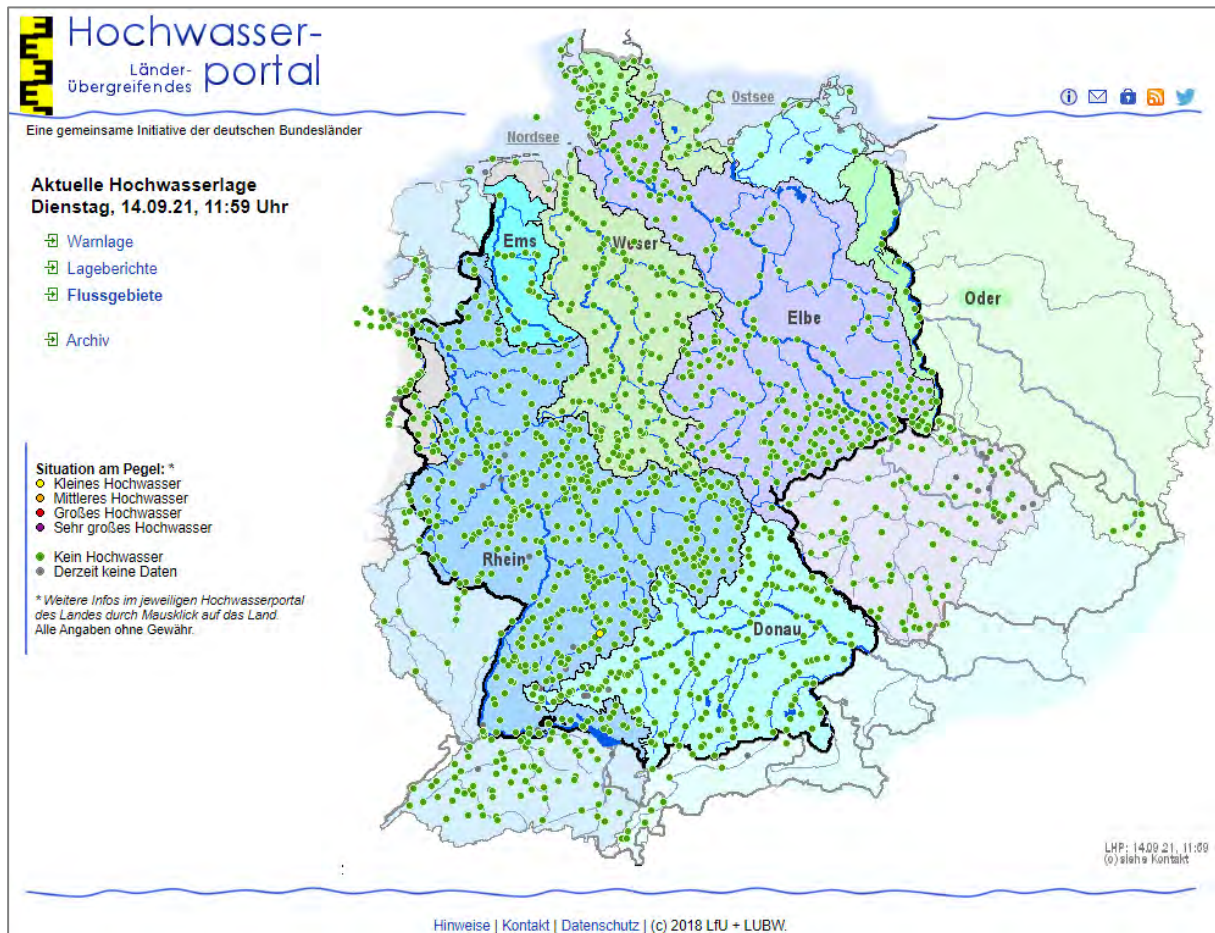 Hochwasser-
Länder-
übergreifendes portal
Eine gemeinsame Initiative der deutschen Bundesländer
Aktuelle Hochwasserlage
Dienstag, 14.09.21, 11:59 Uhr
Warnlage
Lageberichte
Flussgebiete
Archiv
Situation am Pegel: *
Kleines Hochwasser
Mittleres Hochwasser
Großes Hochwasser
Sehr großes Hochwasser
Kein Hochwasser
Derzeit keine Daten
* Weitere Infos im jeweiligen Hochwasserportal
des Landes durch Mausklick auf das Land.
Alle Angaben ohne Gewähr.
Ostsee
Nordsee
Ems
Weser
Elbe
Oder
Rhein
Donau
LHP: 14.09.21, 11:59
(c) siehe Kontakt
Hinweise | Kontakt | Datenschutz | (c) 2018 LfU + LUBW.